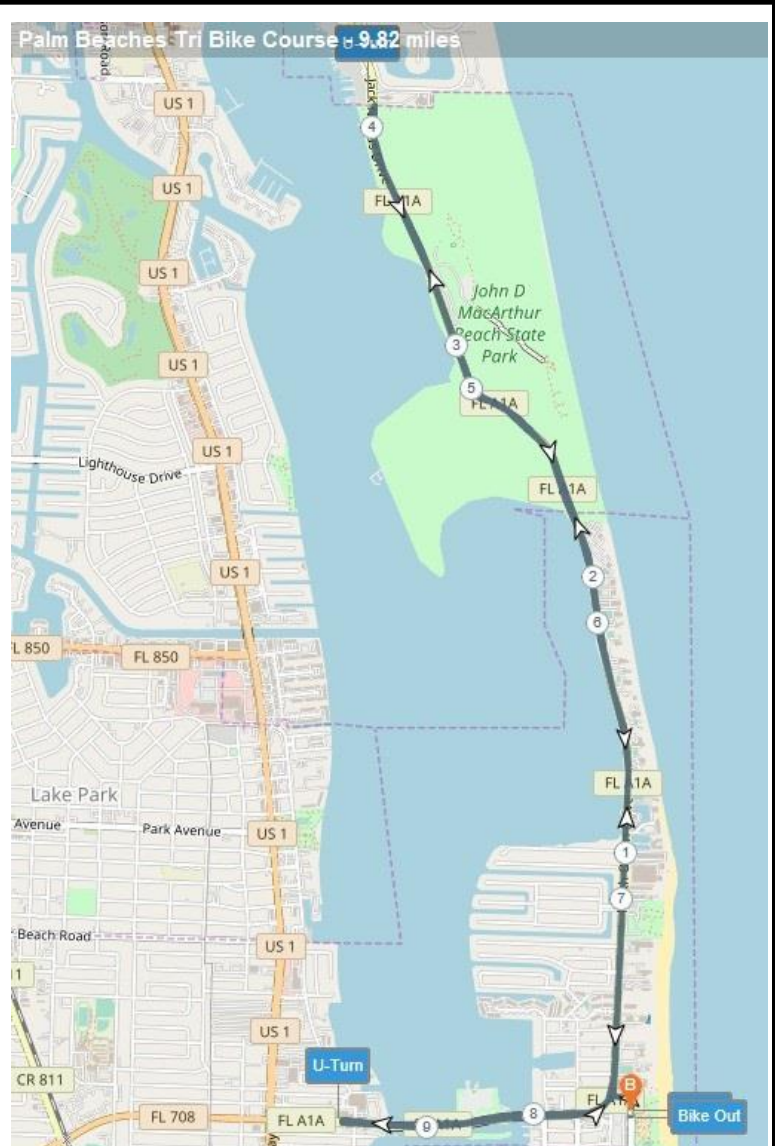 Palm Beaches Tri Bike Course - 9.82 miles
U-Turn
US 1
4
US 1
FL A1A
US 1
John D
MacArthur
Beach State
Park
3
US 1
5
FL A1A
US 1
Lighthouse Drive
FL A1A
US 1
2
6
FL 850
FL 850
FL A1A
Lake Park
Avenue
Park Avenue
US 1
1
7
Beach Road
US 1
1
US 1
U-Turn
CR 811
B
FL 708
FL A1A
9
8
Bike Out